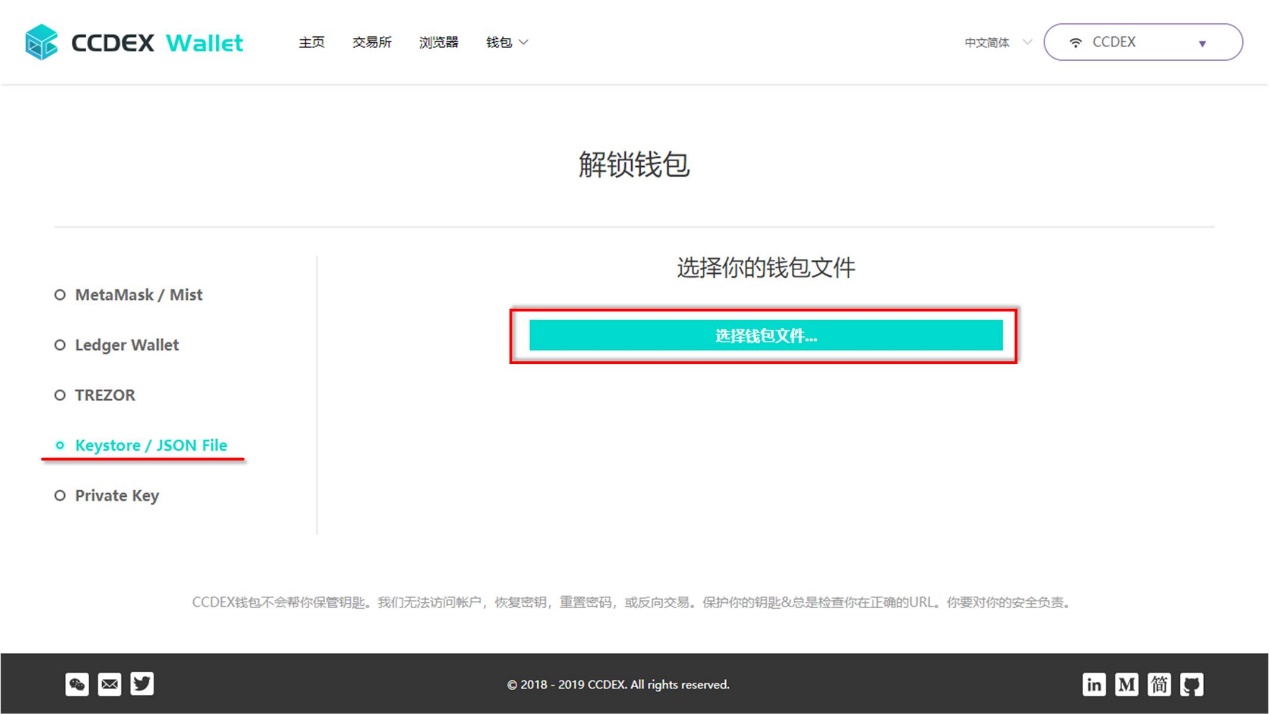 CCDEX Wallet 主页 交易所 浏览器 钱包 中文简体 CCDEX
解锁钱包
选择你的钱包文件
选择钱包文件...
MetaMask / Mist
Ledger Wallet
TREZOR
Keystore / JSON File
Private Key
CCDEX钱包不会帮你保管钥匙。我们无法访问帐户，恢复密钥，重置密码，或反向交易。保护你的钥匙&总是检查你在正确的URL。你要对你的安全负责。
© 2018 - 2019 CCDEX. All rights reserved.
in M 简